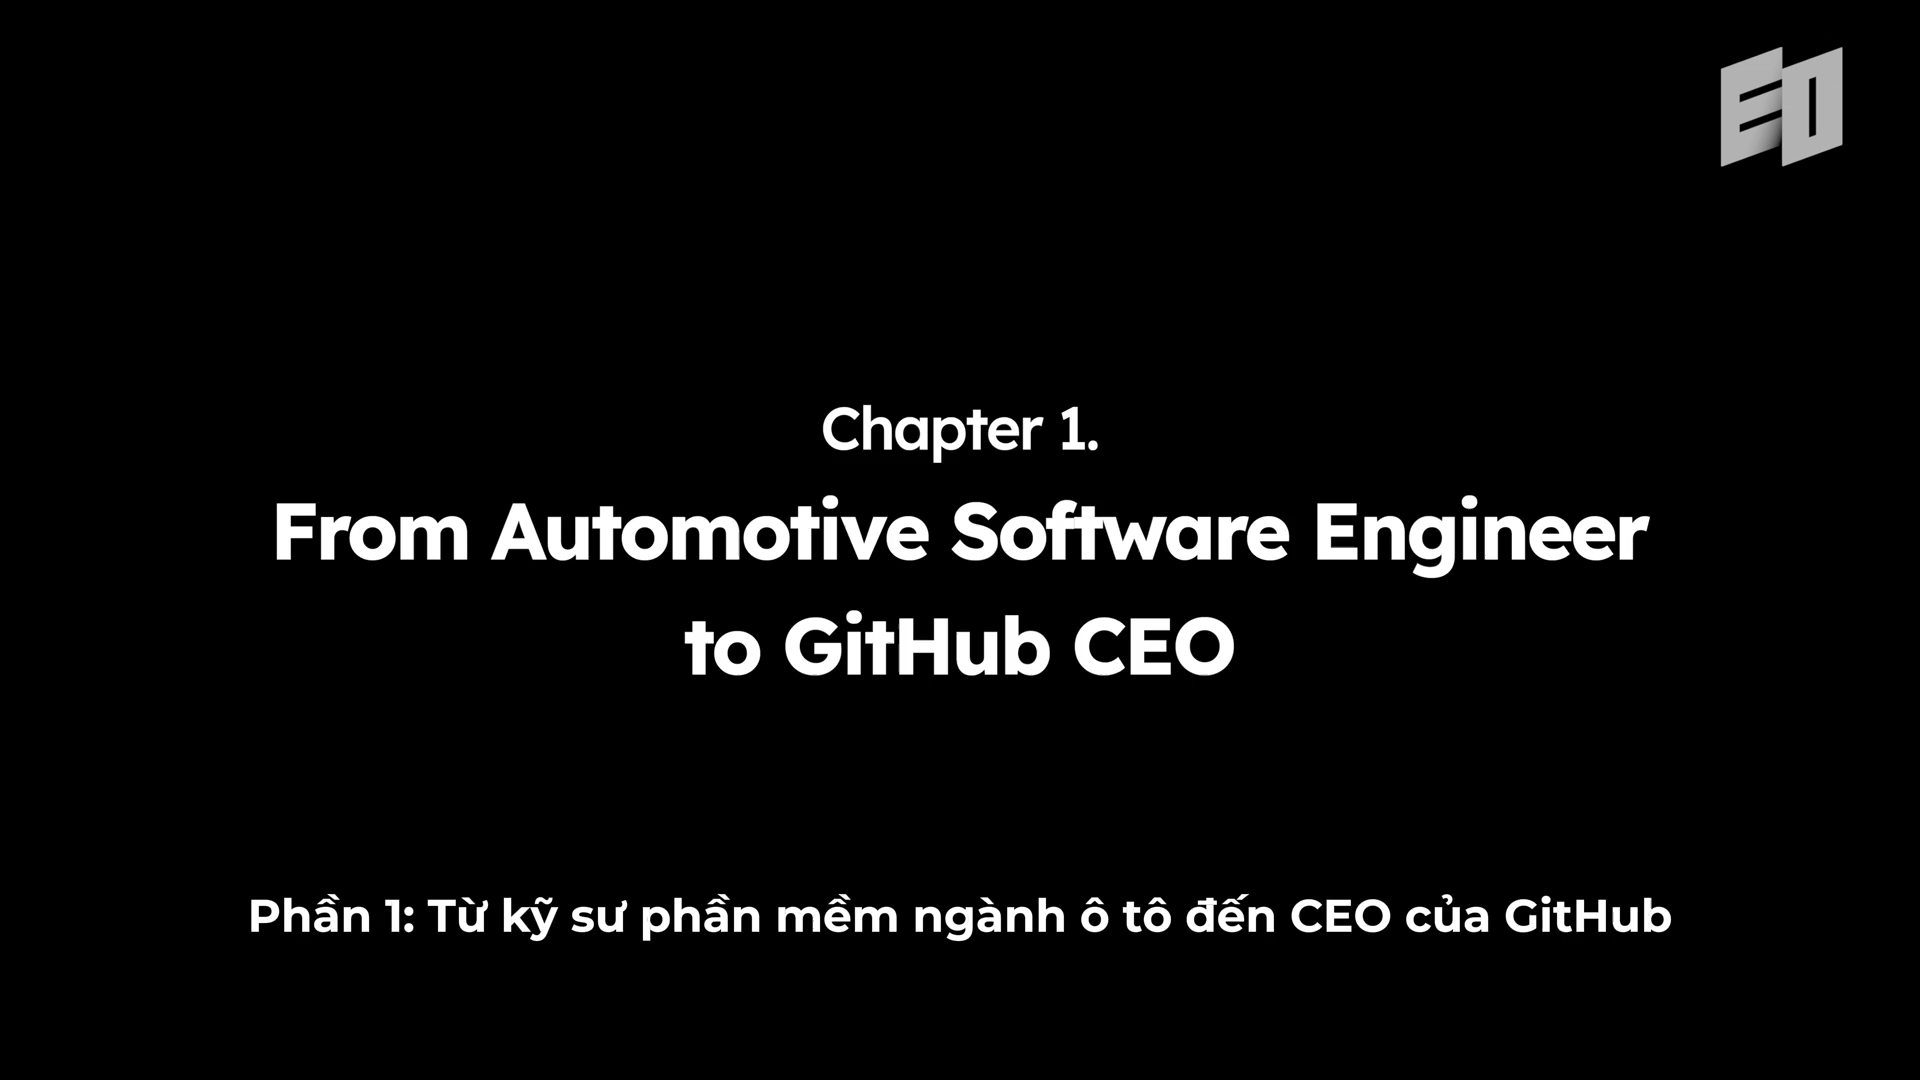 EO
Chapter 1.
From Automotive Software Engineer
to GitHub CEO
Phần 1: Từ kỹ sư phần mềm ngành ô tô đến CEO của GitHub